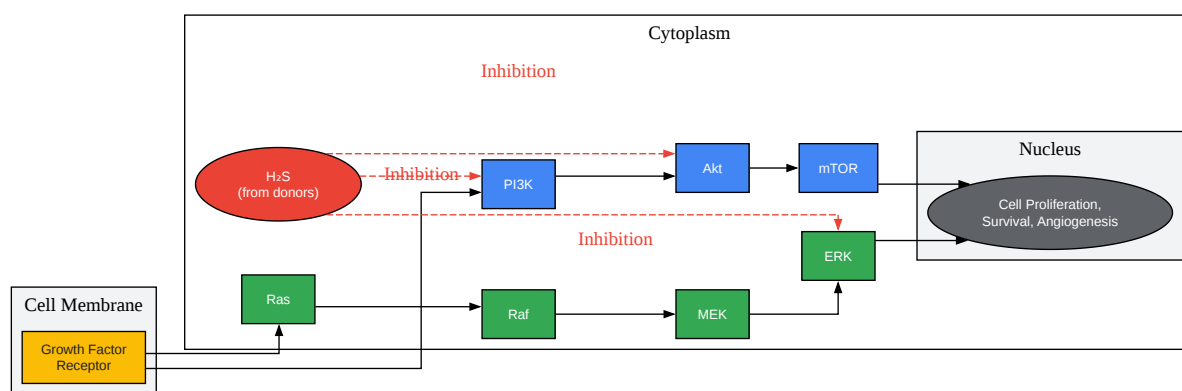 Cytoplasm
Inhibition
Nucleus
H₂S
(from donors)
Inhibition
PI3K
Akt
mTOR
Cell Proliferation,
Survival, Angiogenesis
Inhibition
ERK
Ras
Raf
MEK
Cell Membrane
Growth Factor
Receptor